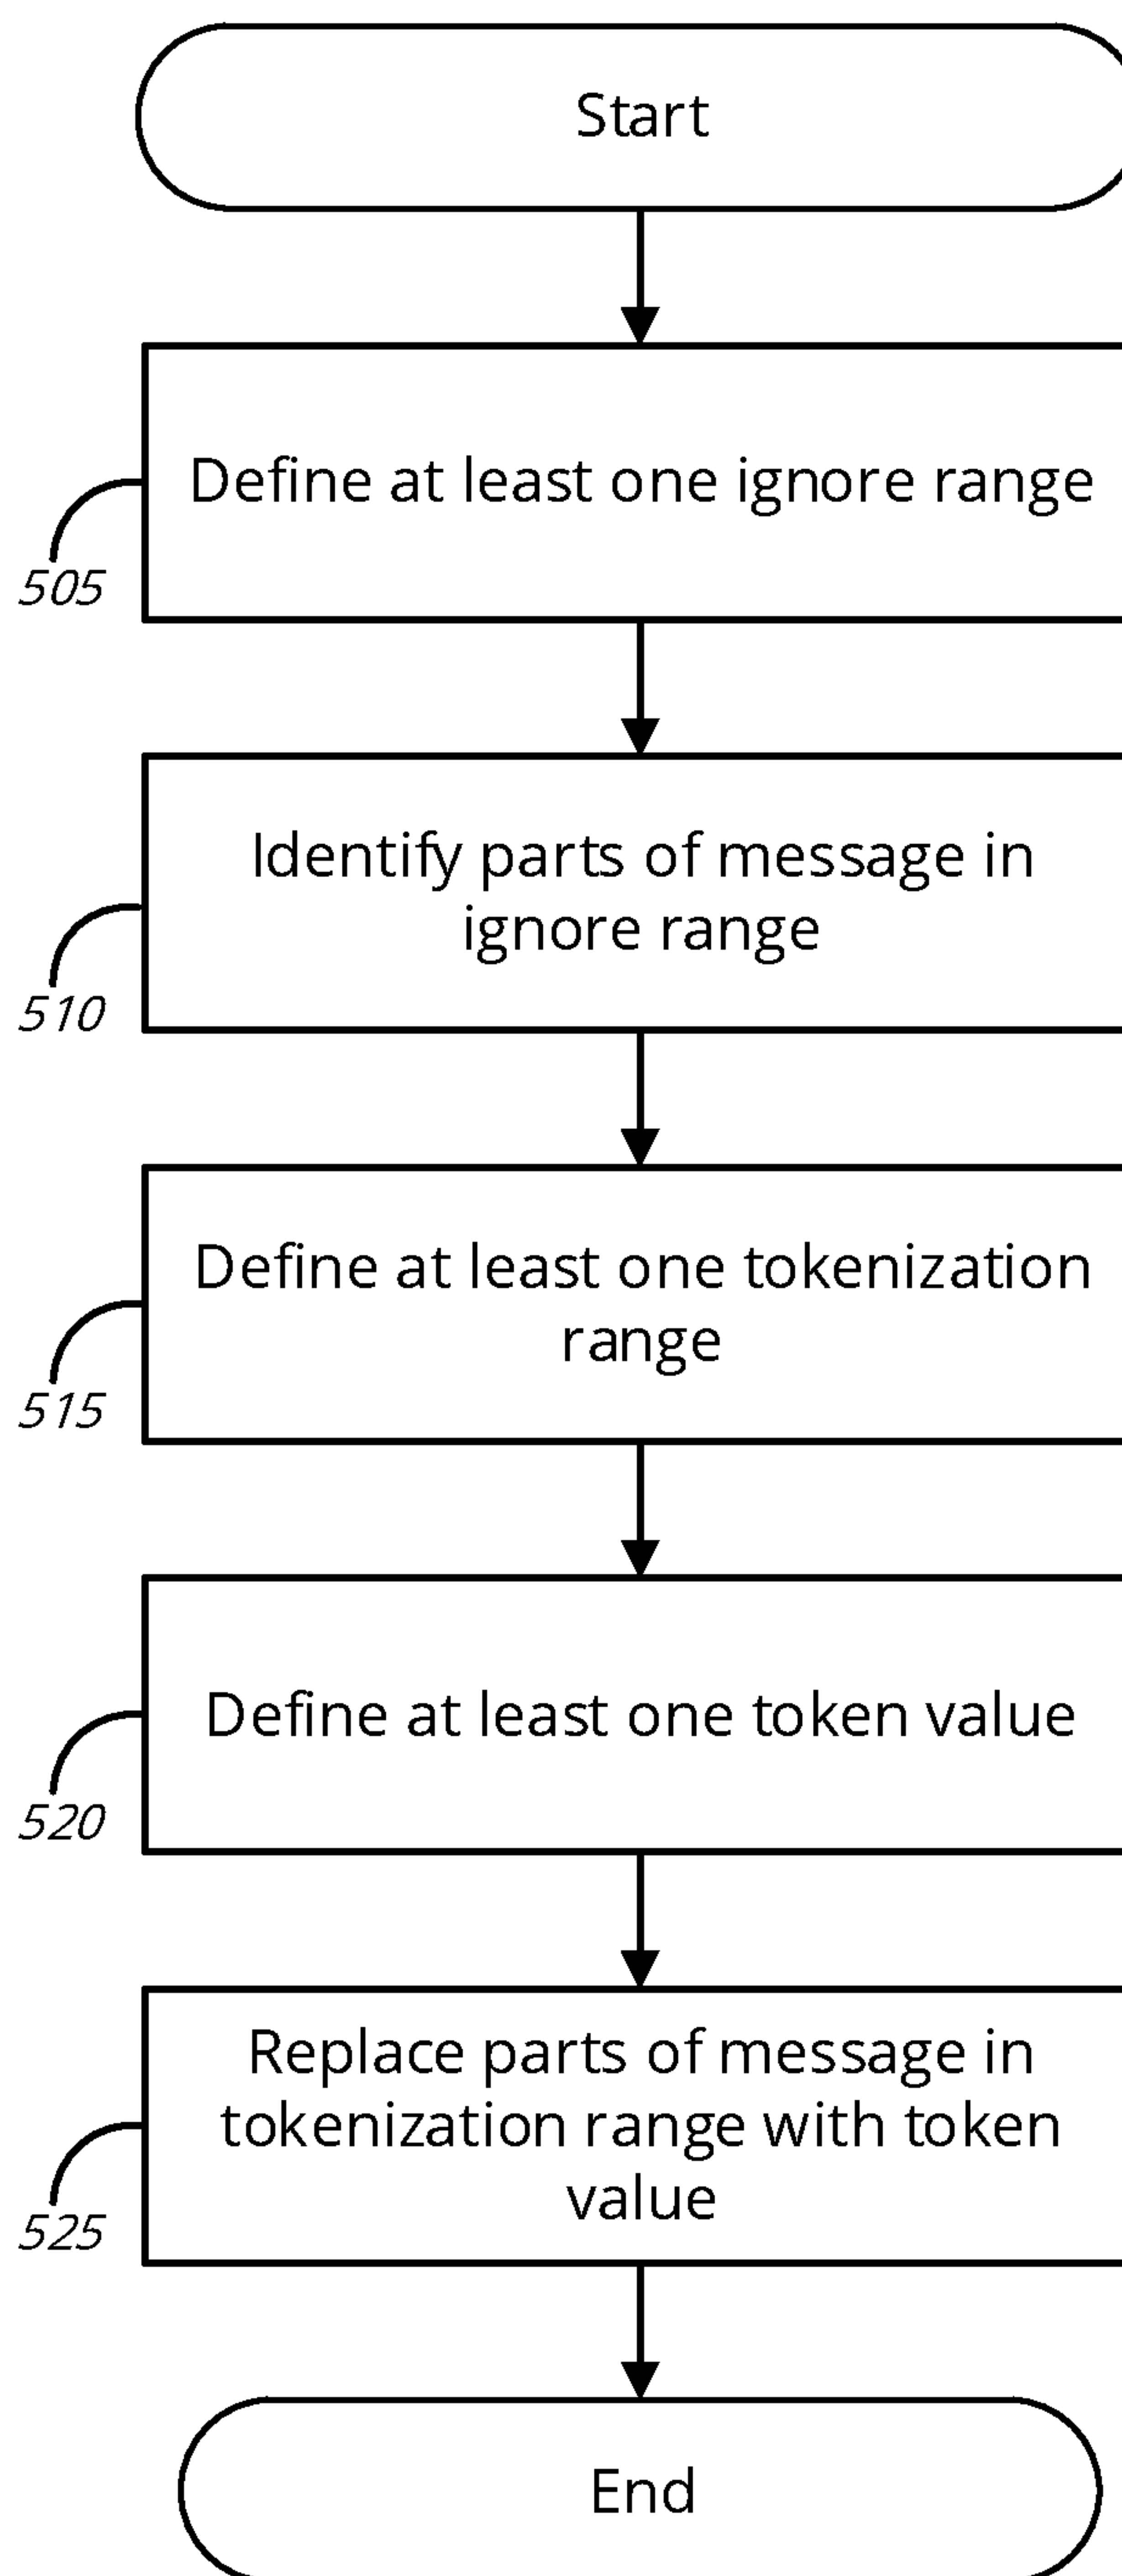 Start
Define at least one ignore range
505
Identify parts of message in
ignore range
510
Define at least one tokenization
range
515
Define at least one token value
520
Replace parts of message in
tokenization range with token
value
525
End